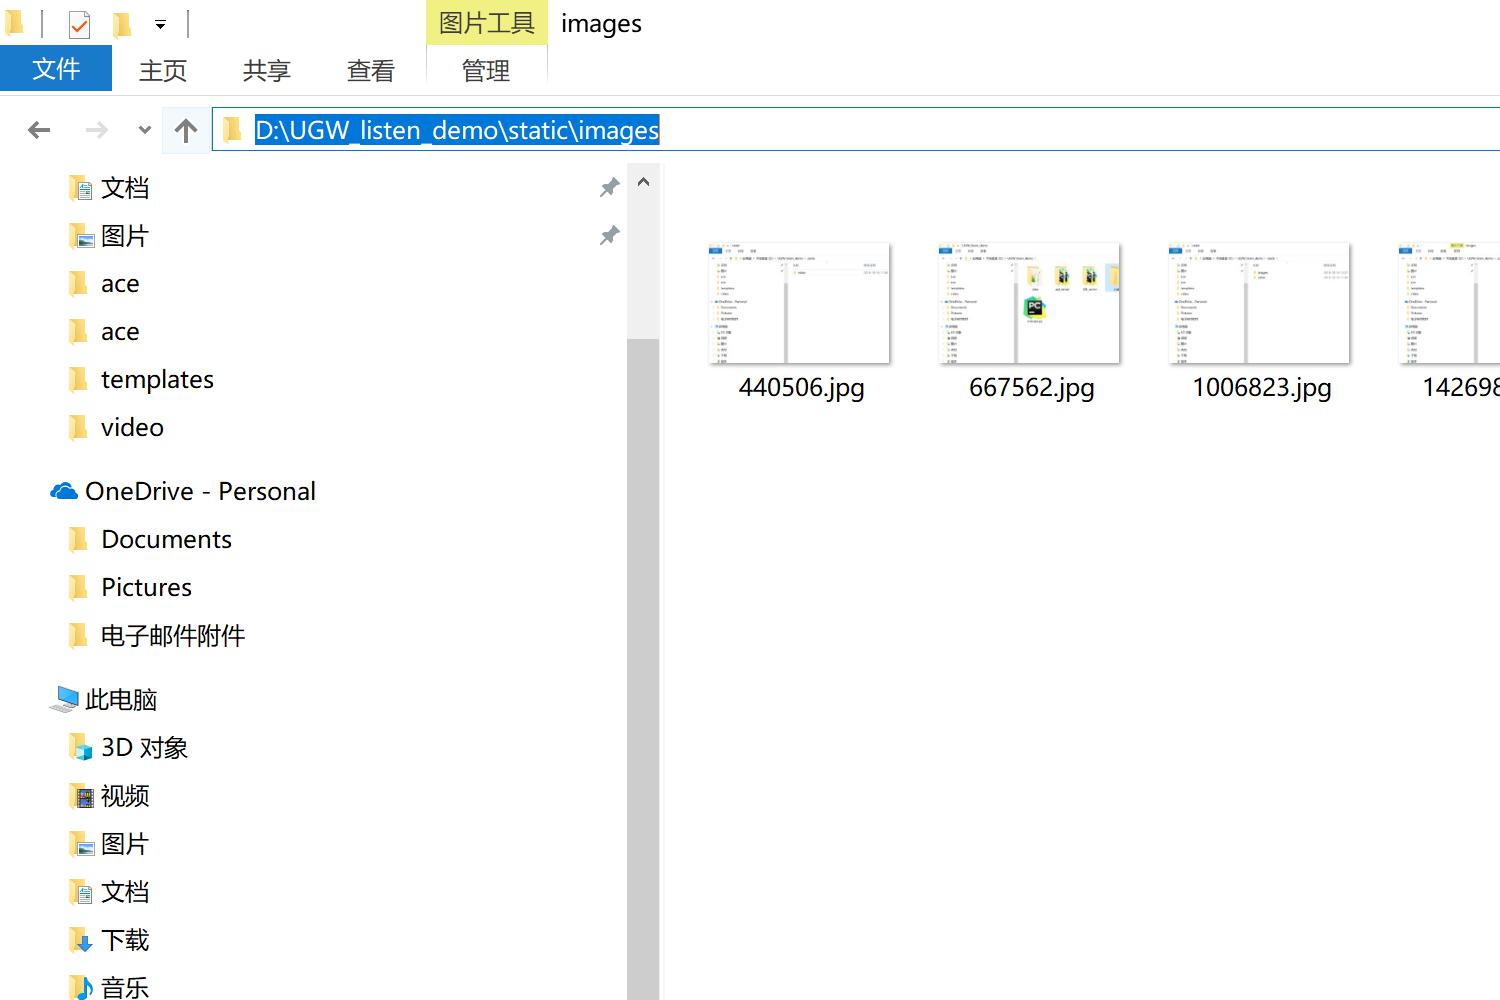 图片工具 images
文件 主页 共享 查看 管理
D:\UGW_listen_demo\static\images
文档
图片
ace
ace
templates
video
OneDrive - Personal
Documents
Pictures
电子邮件附件
此电脑
3D 对象
视频
图片
文档
下载
音乐
440506.jpg 667562.jpg 1006823.jpg 142698